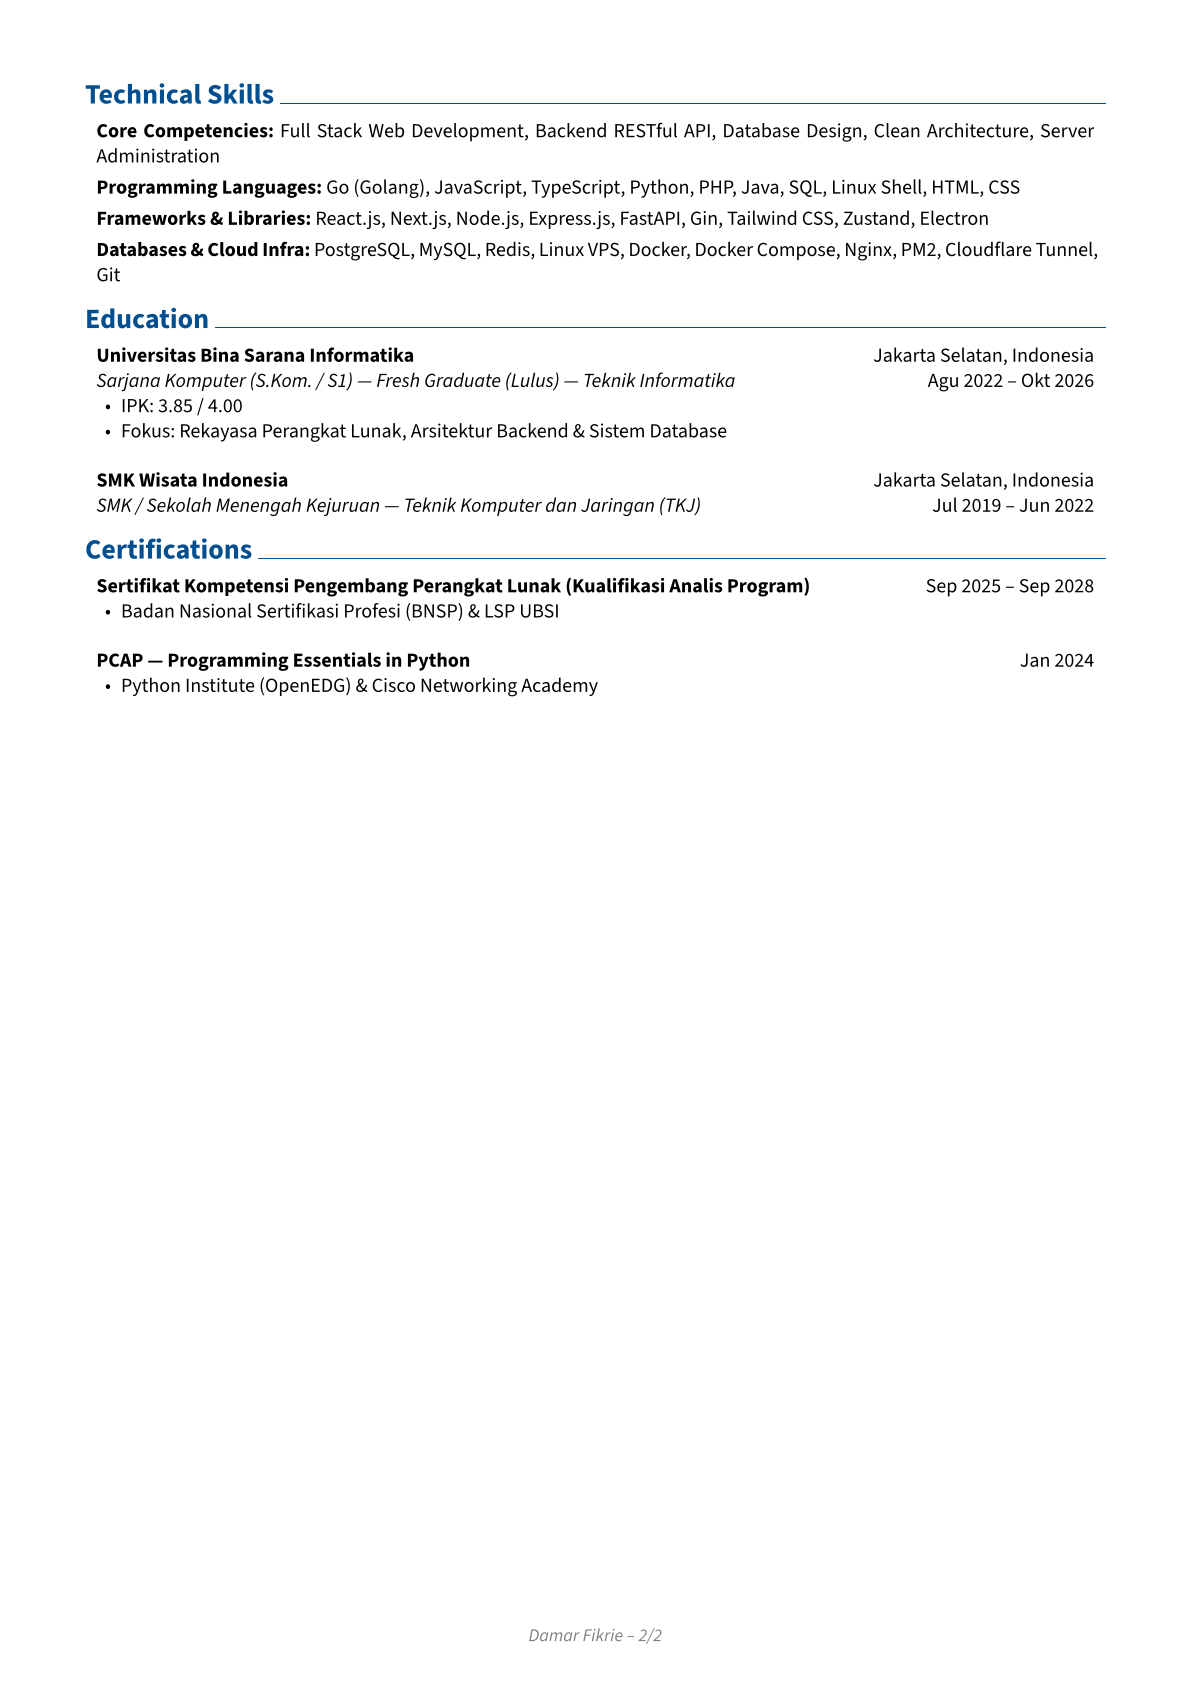 Technical Skills
Core Competencies: Full Stack Web Development, Backend RESTful API, Database Design, Clean Architecture, Server
Administration
Programming Languages: Go (Golang), JavaScript, TypeScript, Python, PHP, Java, SQL, Linux Shell, HTML, CSS
Frameworks & Libraries: React.js, Next.js, Node.js, Express.js, FastAPI, Gin, Tailwind CSS, Zustand, Electron
Databases & Cloud Infra: PostgreSQL, MySQL, Redis, Linux VPS, Docker, Docker Compose, Nginx, PM2, Cloudflare Tunnel,
Git
Education
Universitas Bina Sarana Informatika Jakarta Selatan, Indonesia
Sarjana Komputer (S.Kom. / S1) — Fresh Graduate (Lulus) — Teknik Informatika Agu 2022 – Okt 2026
• IPK: 3.85 / 4.00
• Fokus: Rekayasa Perangkat Lunak, Arsitektur Backend & Sistem Database
SMK Wisata Indonesia Jakarta Selatan, Indonesia
SMK / Sekolah Menengah Kejuruan — Teknik Komputer dan Jaringan (TKJ) Jul 2019 – Jun 2022
Certifications
Sertifikat Kompetensi Pengembang Perangkat Lunak (Kualifikasi Analis Program) Sep 2025 – Sep 2028
• Badan Nasional Sertifikasi Profesi (BNSP) & LSP UBSI
PCAP — Programming Essentials in Python Jan 2024
• Python Institute (OpenEDG) & Cisco Networking Academy
Damar Fikrie – 2/2